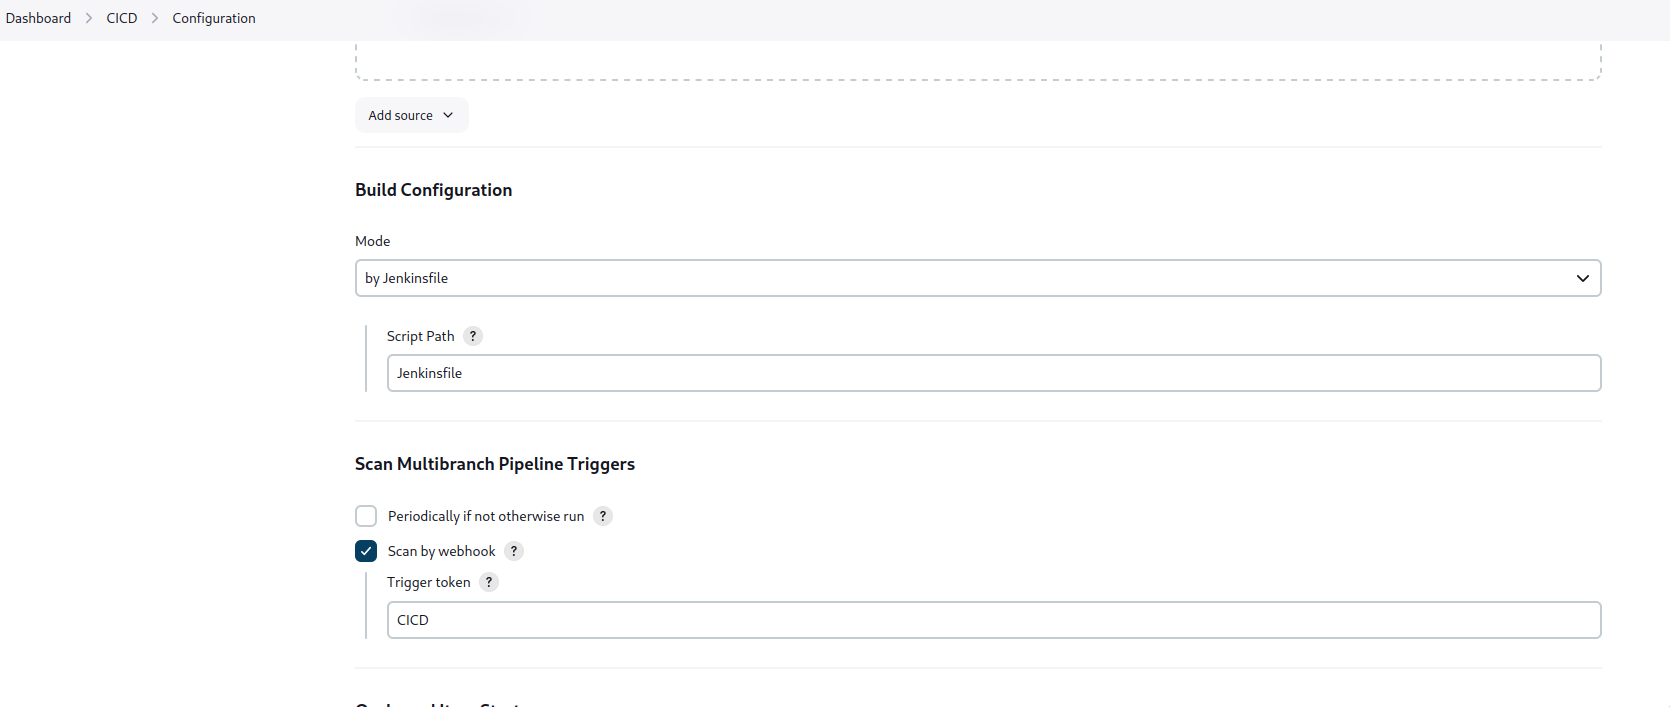 Dashboard > CICD > Configuration
Add source
Build Configuration
Mode
by Jenkinsfile
Script Path ?
Jenkinsfile
Scan Multibranch Pipeline Triggers
Periodically if not otherwise run ?
Scan by webhook ?
Trigger token ?
CICD